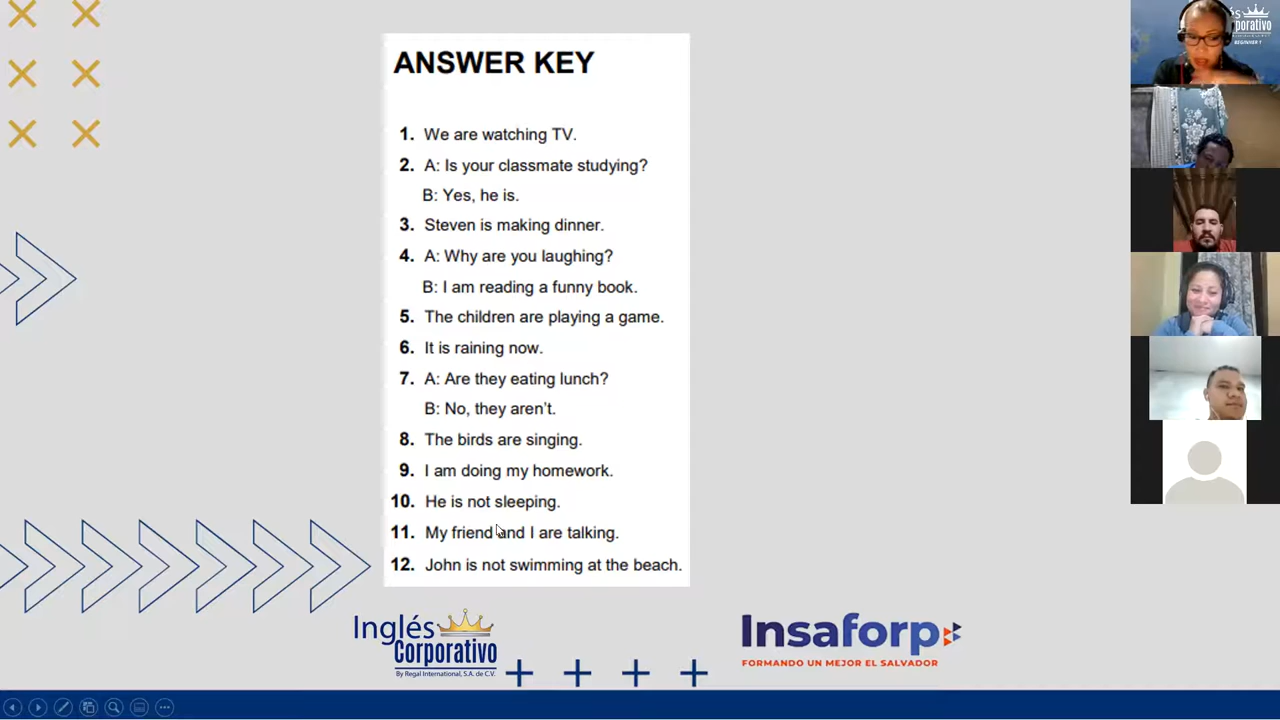 ANSWER KEY
1. We are watching TV.
2. A: Is your classmate studying?
B: Yes, he is.
3. Steven is making dinner.
4. A: Why are you laughing?
B: I am reading a funny book.
5. The children are playing a game.
6. It is raining now.
7. A: Are they eating lunch?
B: No, they aren't.
8. The birds are singing.
9. I am doing my homework.
10. He is not sleeping.
11. My friend and I are talking.
12. John is not swimming at the beach.
Inglés
Corporativo
By Regal International, S.A. de C.V.
Insaforp
FORMANDO UN MEJOR EL SALVADOR
BEGINNER 1